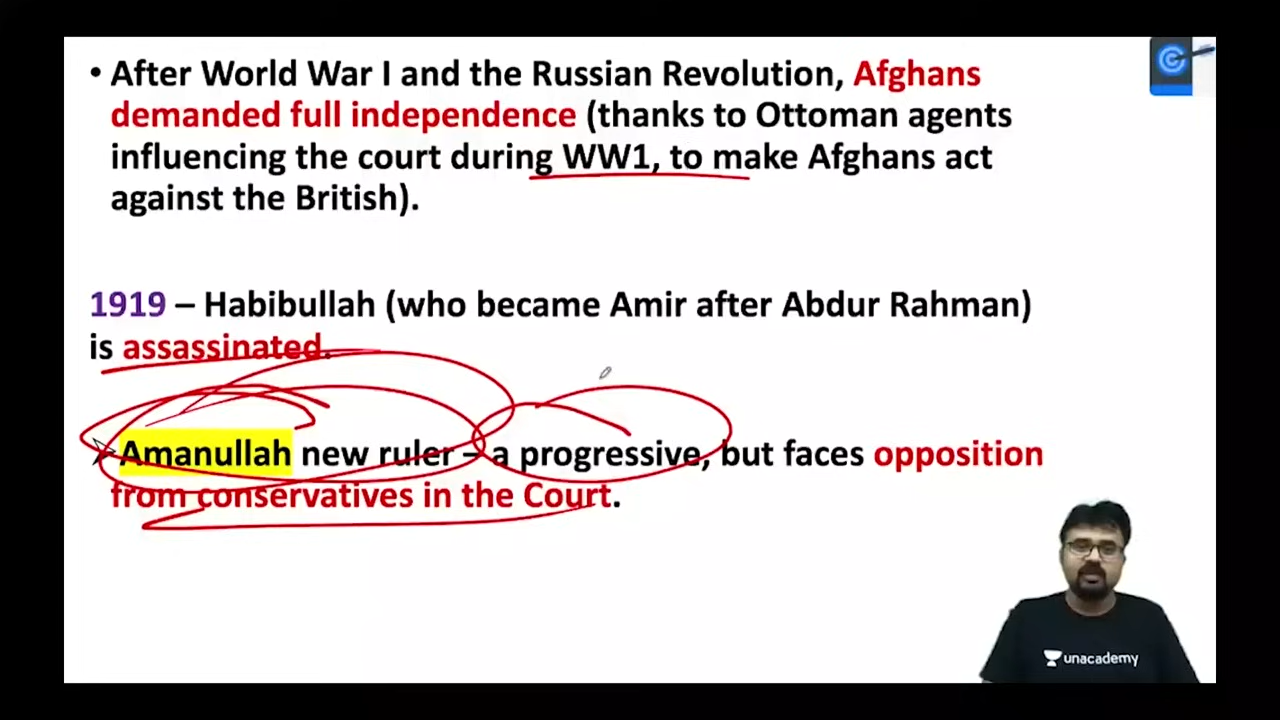 • After World War I and the Russian Revolution, Afghans
demanded full independence (thanks to Ottoman agents
influencing the court during WW1, to make Afghans act
against the British).
1919 – Habibullah (who became Amir after Abdur Rahman)
is assassinated.
➢ Amanullah new ruler – a progressive, but faces opposition
from conservatives in the Court.
unacademy